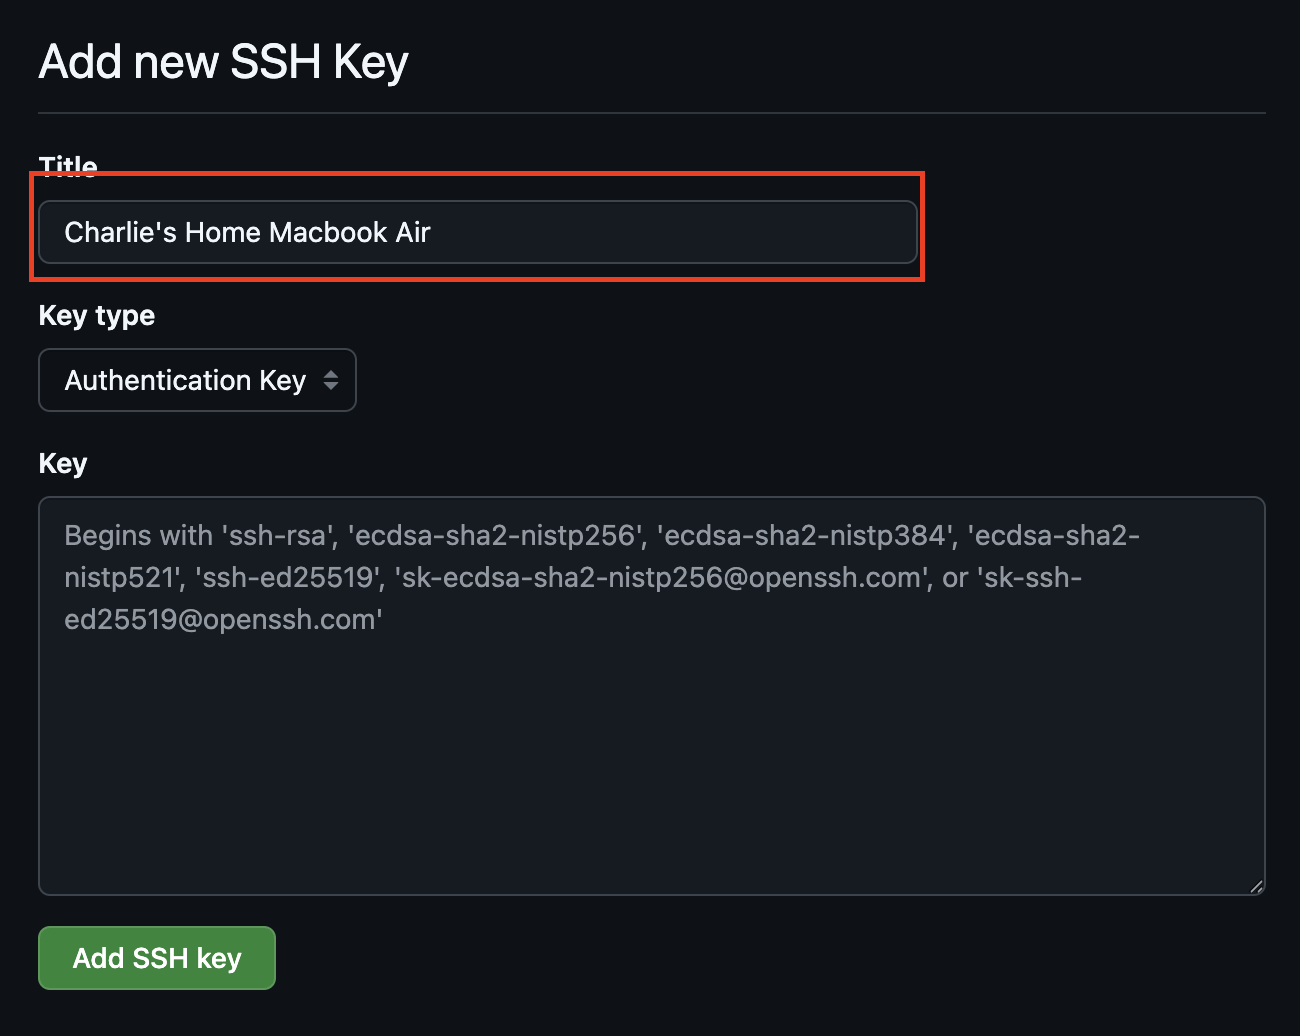 Add new SSH Key
Title
Charlie's Home Macbook Air
Key type
Authentication Key
Key
Begins with 'ssh-rsa', 'ecdsa-sha2-nistp256', 'ecdsa-sha2-nistp384', 'ecdsa-sha2-
nistp521', 'ssh-ed25519', 'sk-ecdsa-sha2-nistp256@openssh.com', or 'sk-ssh-
ed25519@openssh.com'
Add SSH key